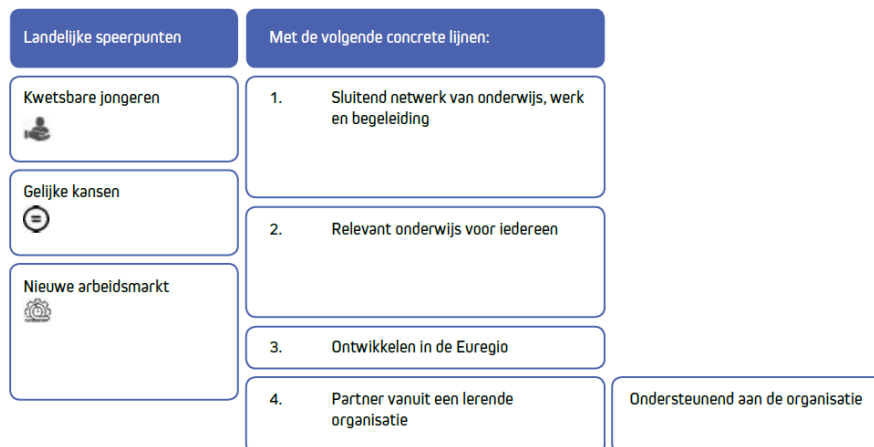 Landelijke speerpunten
Met de volgende concrete lijnen:
Kwetsbare jongeren
Gelijke kansen
Nieuwe arbeidsmarkt
1. Sluitend netwerk van onderwijs, werk
en begeleiding
2. Relevant onderwijs voor iedereen
3. Ontwikkelen in de Euregio
4. Partner vanuit een lerende
organisatie
Ondersteunend aan de organisatie